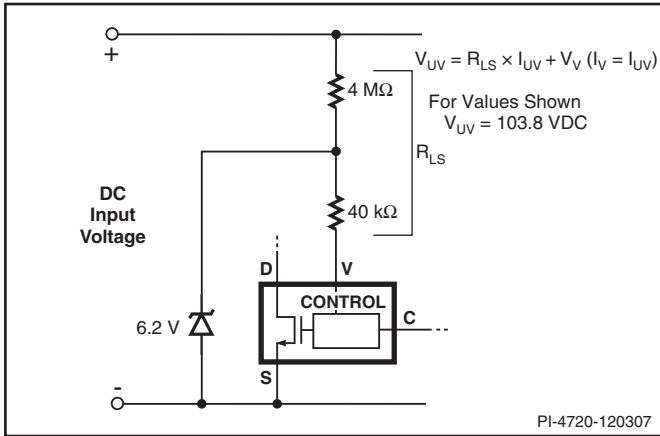 +
V_UV = R_LS × I_UV + V_V (I_V = I_UV)
4 MΩ
For Values Shown
V_UV = 103.8 VDC
R_LS
DC
Input
Voltage
40 kΩ
D
V
CONTROL
C
6.2 V
S
-
PI-4720-120307